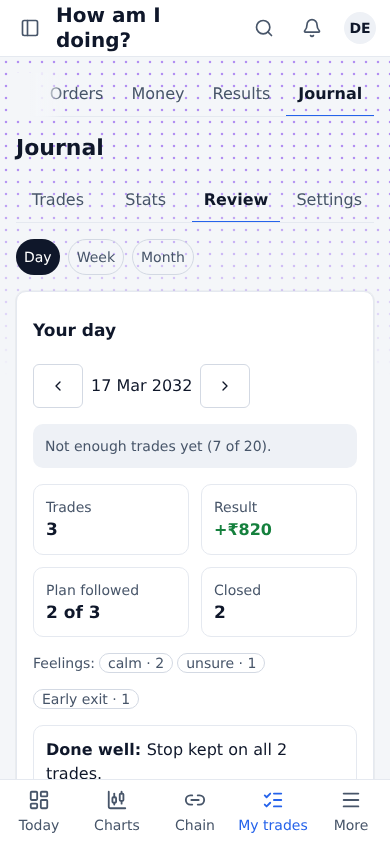 How am I doing?
DE
Orders Money Results Journal
Journal
Trades Stats Review Settings
Day Week Month
Your day
17 Mar 2032
Not enough trades yet (7 of 20).
Trades
3
Result
+₹820
Plan followed
2 of 3
Closed
2
Feelings: calm · 2 unsure · 1
Early exit · 1
Done well: Stop kept on all 2
trades.
Today Charts Chain My trades More